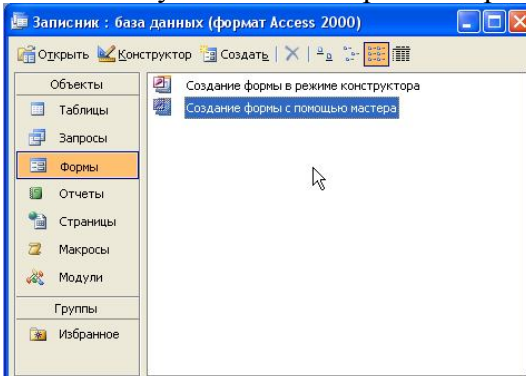 Записник : база данных (формат Access 2000)
Открыть Конструктор Создать
Объекты
Таблицы
Запросы
Формы
Отчеты
Страницы
Макросы
Модули
Группы
Избранное
Создание формы в режиме конструктора
Создание формы с помощью мастера